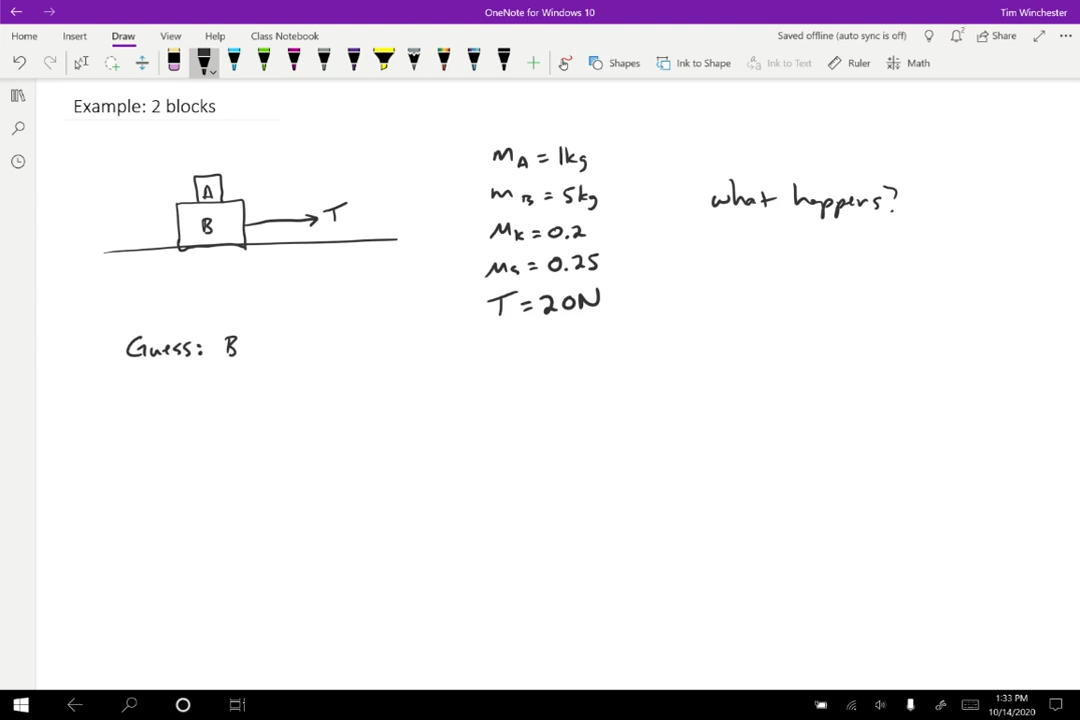 OneNote for Windows 10
Tim Winchester
Home Insert Draw View Help Class Notebook
Saved offline (auto sync is off)
Share
Shapes
Ink to Shape
Ink to Text
Ruler
Math
Example: 2 blocks
A
B
T
mA = 1kg
mB = 5kg
μk = 0.2
μs = 0.25
T = 20N
what happens?
Guess: B
1:33 PM
10/14/2020